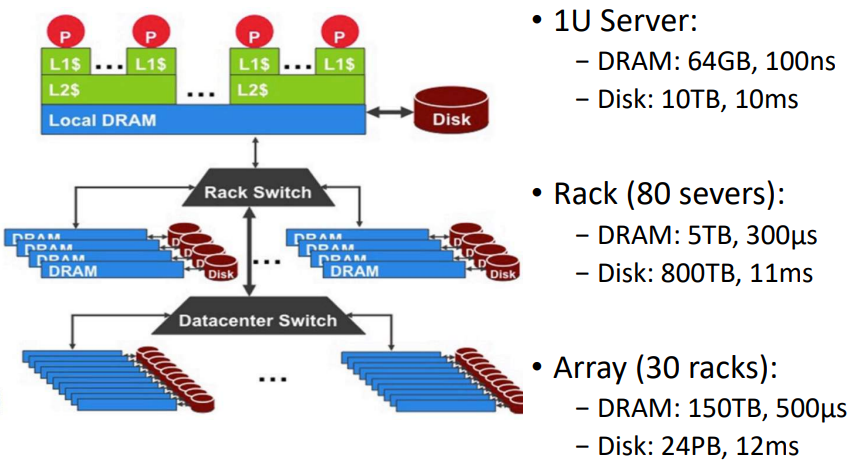 P P P P
L1$ ... L1$ L1$ ... L1$
L2$ ... L2$
Local DRAM
Disk
Rack Switch
DRAM DRAM
DRAM DRAM
DRAM DRAM
DRAM Disk ... DRAM Disk
Datacenter Switch
...
• 1U Server:
− DRAM: 64GB, 100ns
− Disk: 10TB, 10ms
• Rack (80 severs):
− DRAM: 5TB, 300μs
− Disk: 800TB, 11ms
• Array (30 racks):
− DRAM: 150TB, 500μs
− Disk: 24PB, 12ms